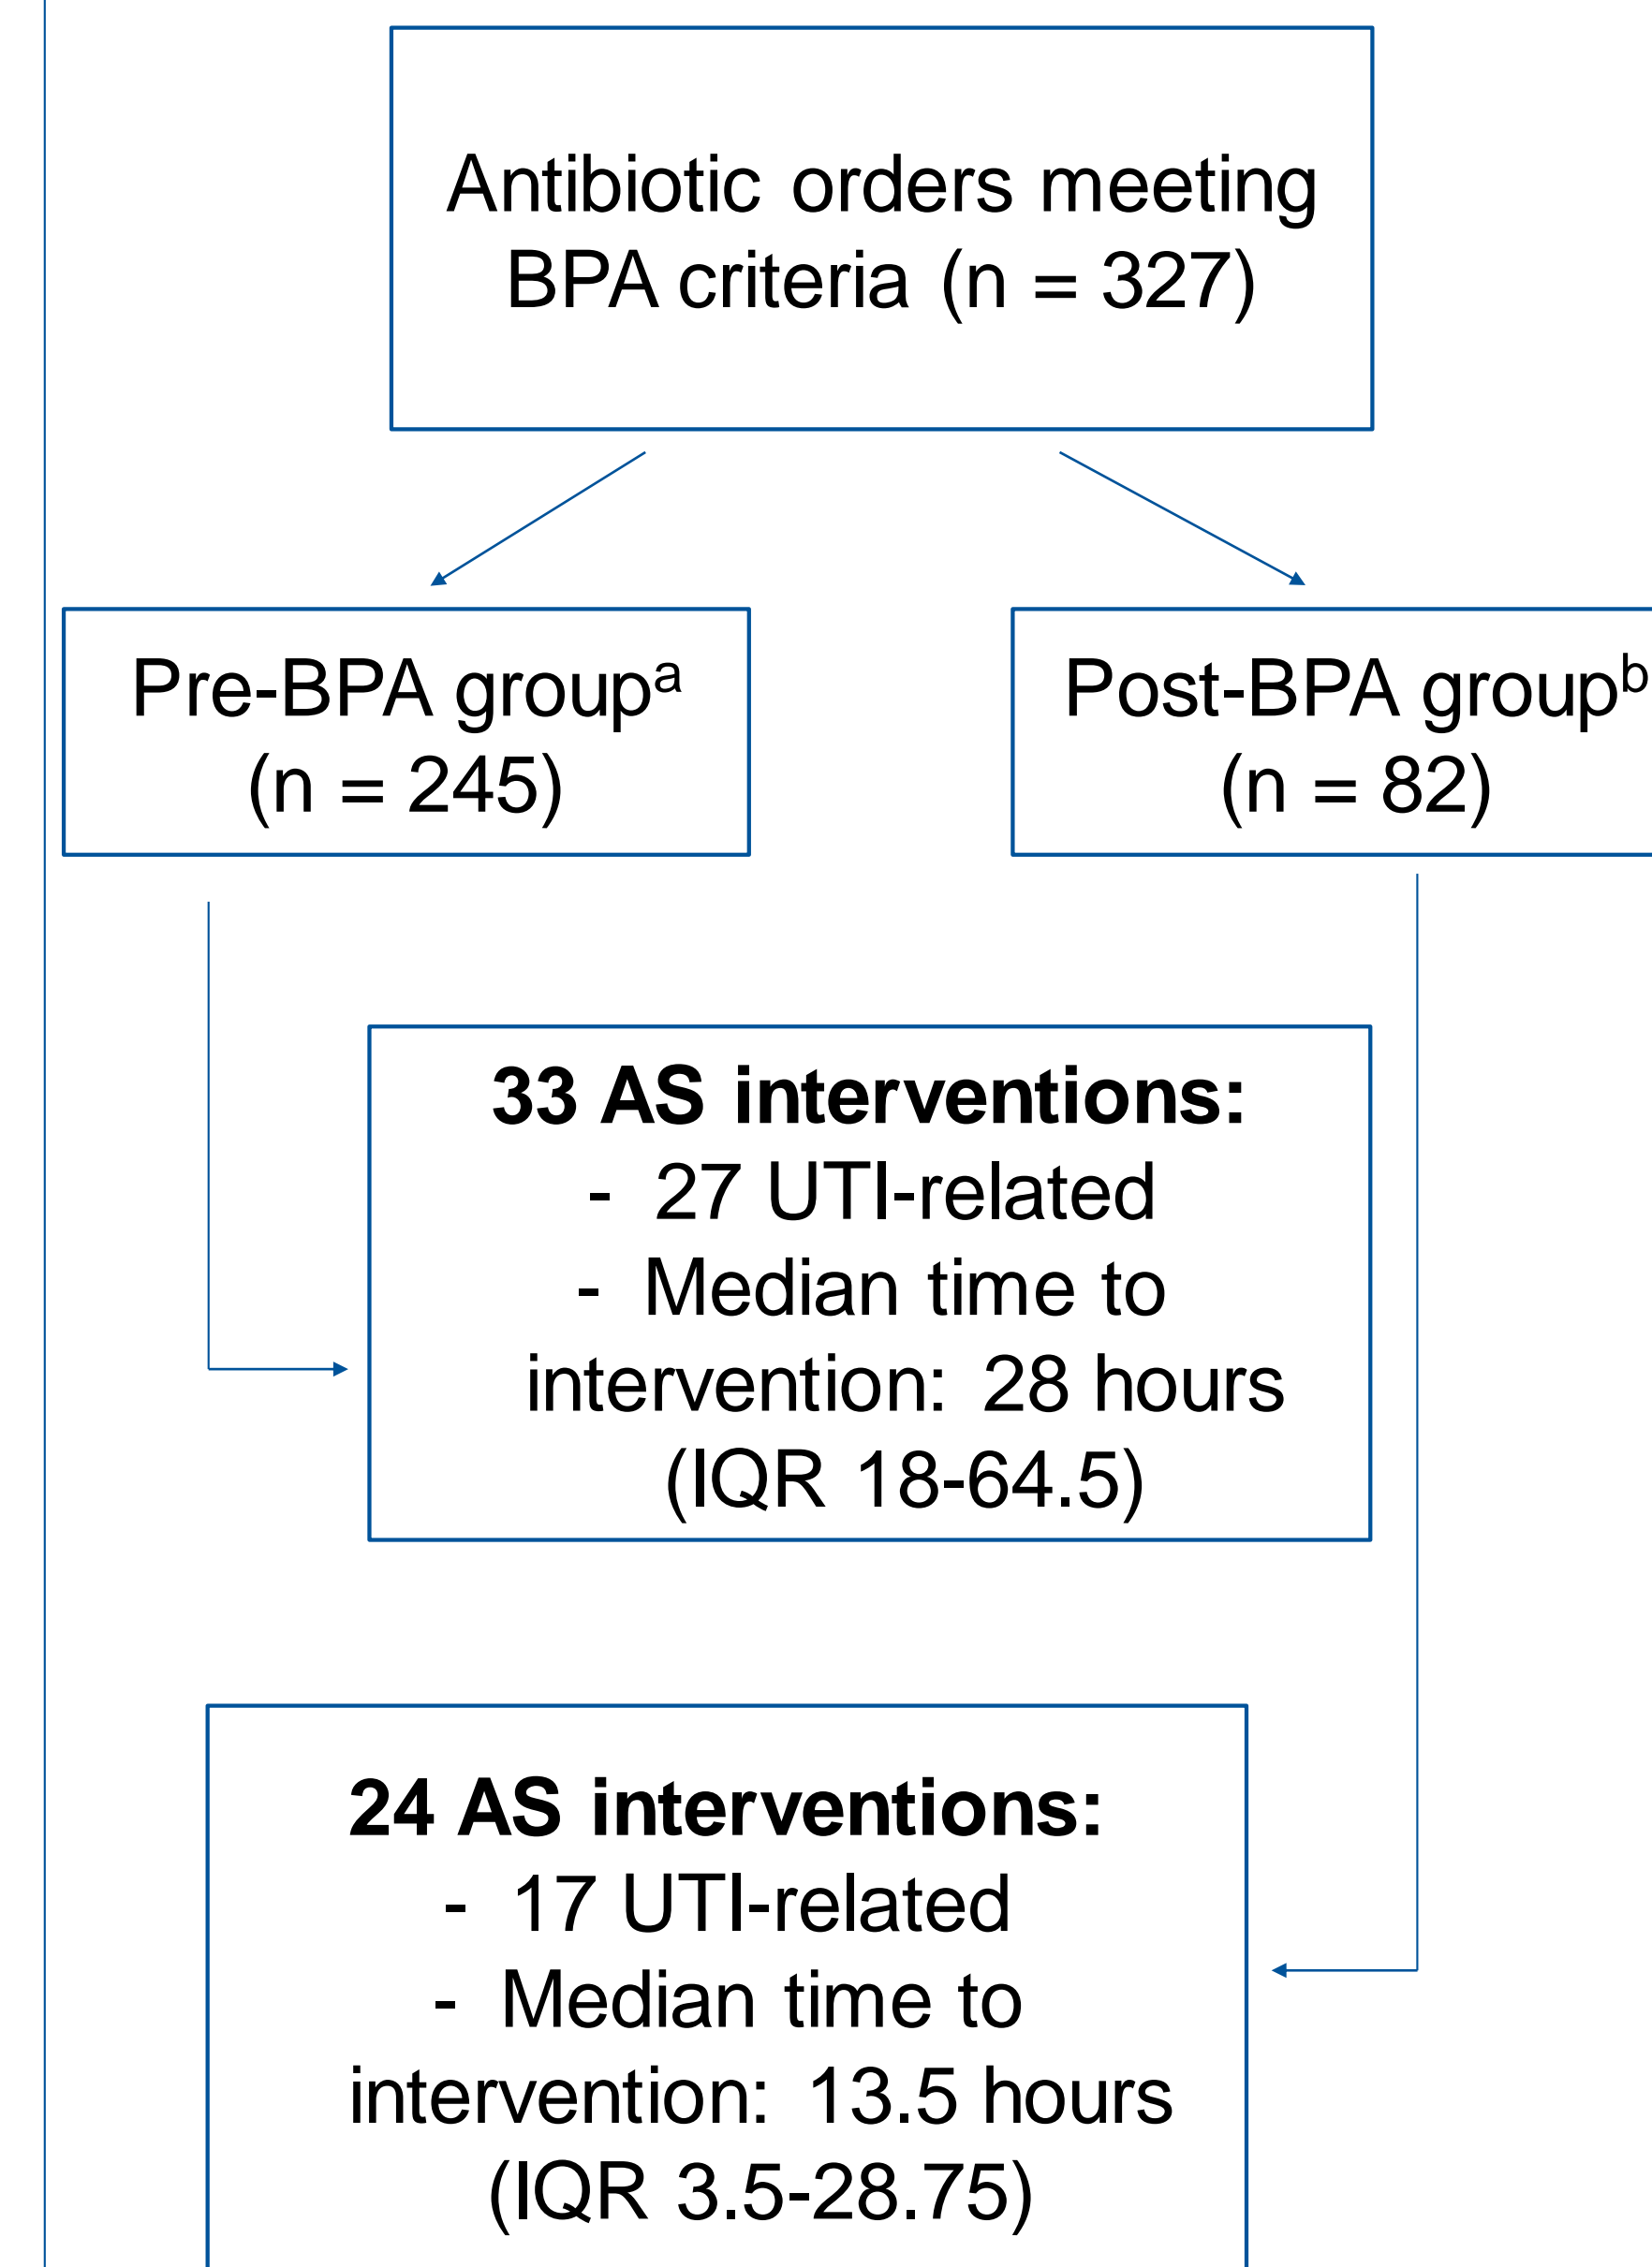 Antibiotic orders meeting
BPA criteria (n = 327)
Pre-BPA groupᵃ
(n = 245)
Post-BPA groupᵇ
(n = 82)
33 AS interventions:
- 27 UTI-related
- Median time to
intervention: 28 hours
(IQR 18-64.5)
24 AS interventions:
- 17 UTI-related
- Median time to
intervention: 13.5 hours
(IQR 3.5-28.75)